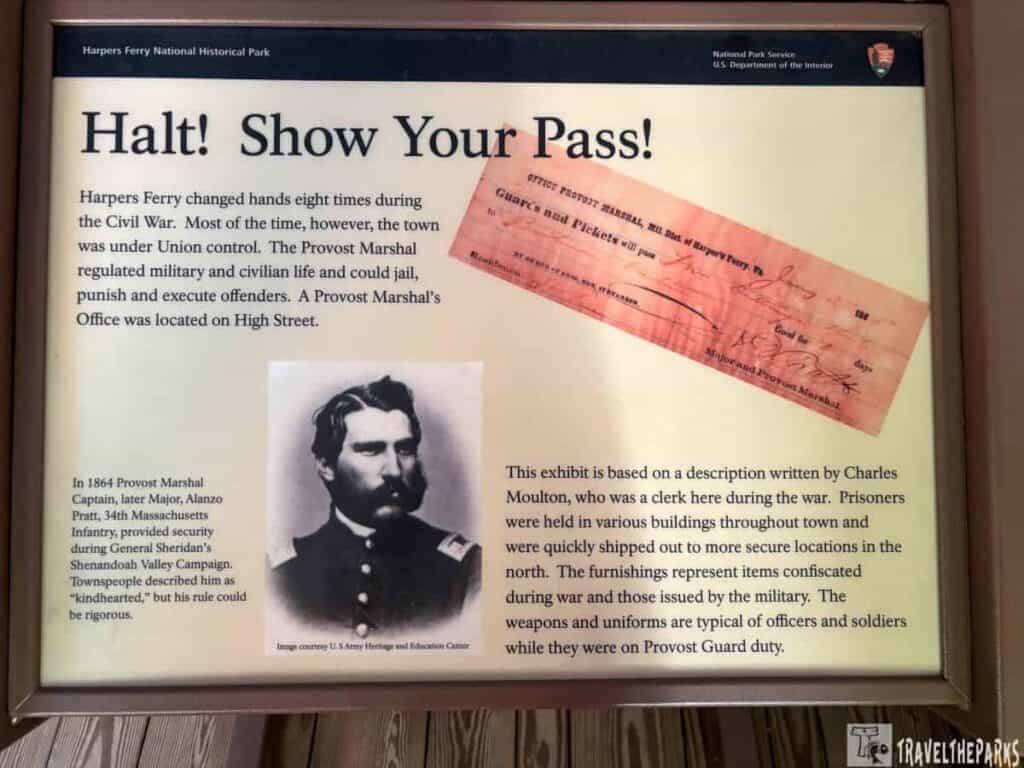 Harpers Ferry National Historical Park
National Park Service
U.S. Department of the Interior
Halt! Show Your Pass!
Harpers Ferry changed hands eight times during
the Civil War. Most of the time, however, the town
was under Union control. The Provost Marshal
regulated military and civilian life and could jail,
punish and execute offenders. A Provost Marshal's
Office was located on High Street.
OFFICE PROVOST MARSHAL, Mil. Dist. of Harper's Ferry, Va.
Guards and Pickets will pass
to
Residence
Good for
days
Major and Provost Marshal.
In 1864 Provost Marshal
Captain, later Major, Alanzo
Pratt, 34th Massachusetts
Infantry, provided security
during General Sheridan's
Shenandoah Valley Campaign.
Townspeople described him as
"kindhearted," but his rule could
be rigorous.
Image courtesy U. S Army Heritage and Education Center
This exhibit is based on a description written by Charles
Moulton, who was a clerk here during the war. Prisoners
were held in various buildings throughout town and
were quickly shipped out to more secure locations in the
north. The furnishings represent items confiscated
during war and those issued by the military. The
weapons and uniforms are typical of officers and soldiers
while they were on Provost Guard duty.
TRAVELTHEPARKS